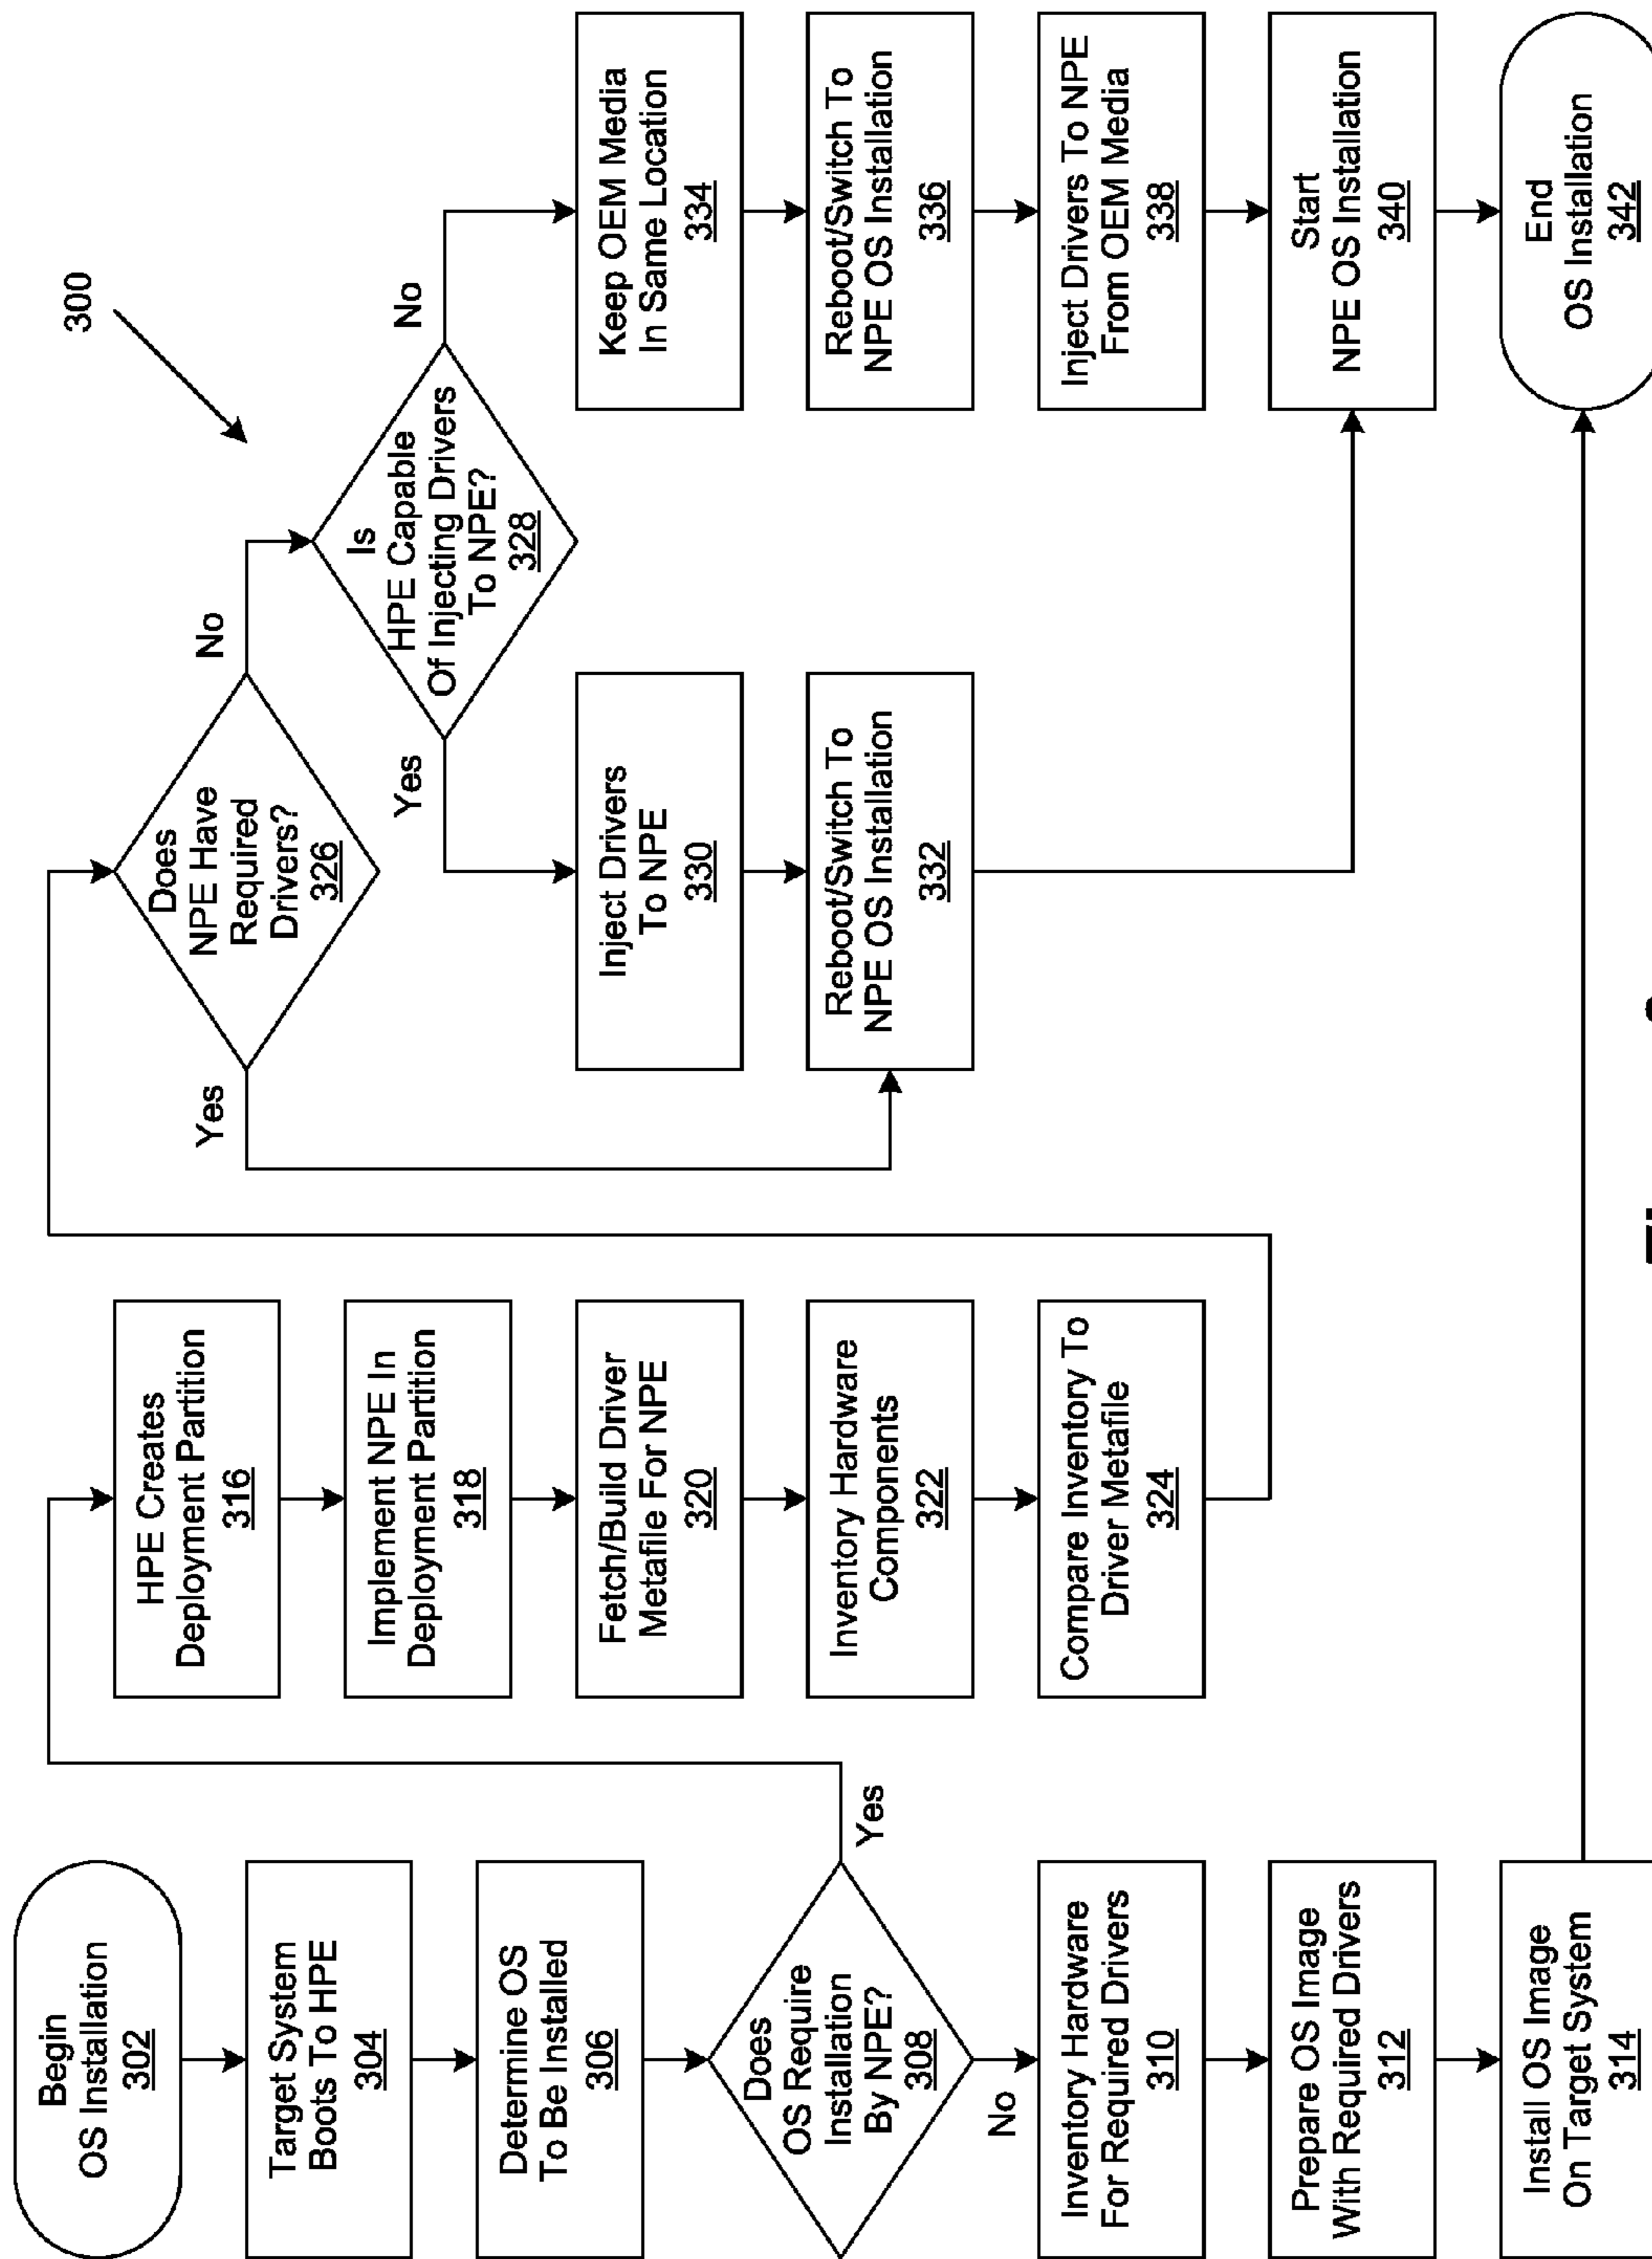 300
Begin
OS Installation
302
Target System
Boots To HPE
304
Determine OS
To Be Installed
306
Does
OS Require
Installation
By NPE?
308
Yes
No
Inventory Hardware
For Required Drivers
310
Prepare OS Image
With Required Drivers
312
Install OS Image
On Target System
314
HPE Creates
Deployment Partition
316
Implement NPE In
Deployment Partition
318
Fetch/Build Driver
Metafile For NPE
320
Inventory Hardware
Components
322
Compare Inventory To
Driver Metafile
324
Does
NPE Have
Required
Drivers?
326
Yes
No
Is
HPE Capable
Of Injecting Drivers
To NPE?
328
Yes
No
Inject Drivers
To NPE
330
Reboot/Switch To
NPE OS Installation
332
Keep OEM Media
In Same Location
334
Reboot/Switch To
NPE OS Installation
336
Inject Drivers To NPE
From OEM Media
338
Start
NPE OS Installation
340
End
OS Installation
342